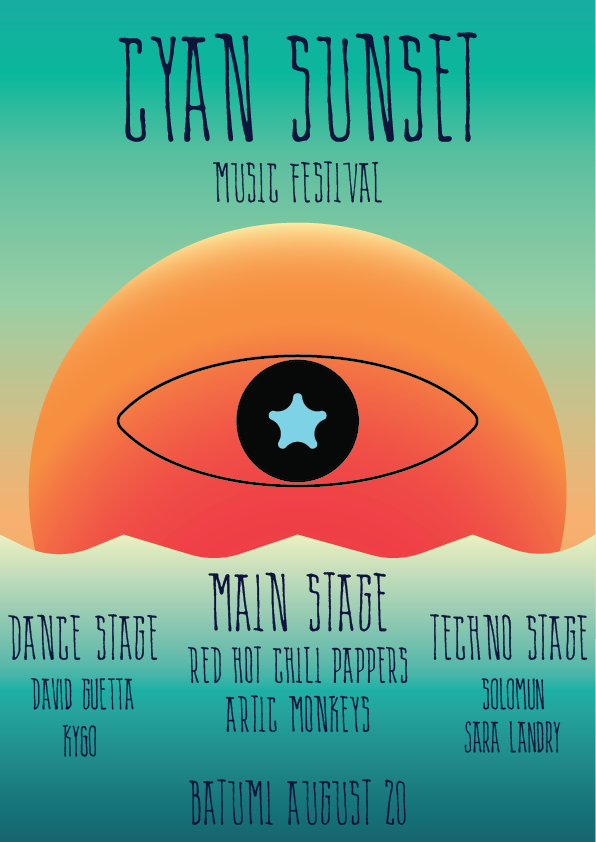 CYAN SUNSET
MUSIC FESTIVAL
MAIN STAGE
RED HOT CHILI PAPPERS
ARTIC MONKEYS
DANCE STAGE
DAVID GUETTA
KYGO
TECHNO STAGE
SOLOMUN
SARA LANDRY
BATUMI AUGUST 20